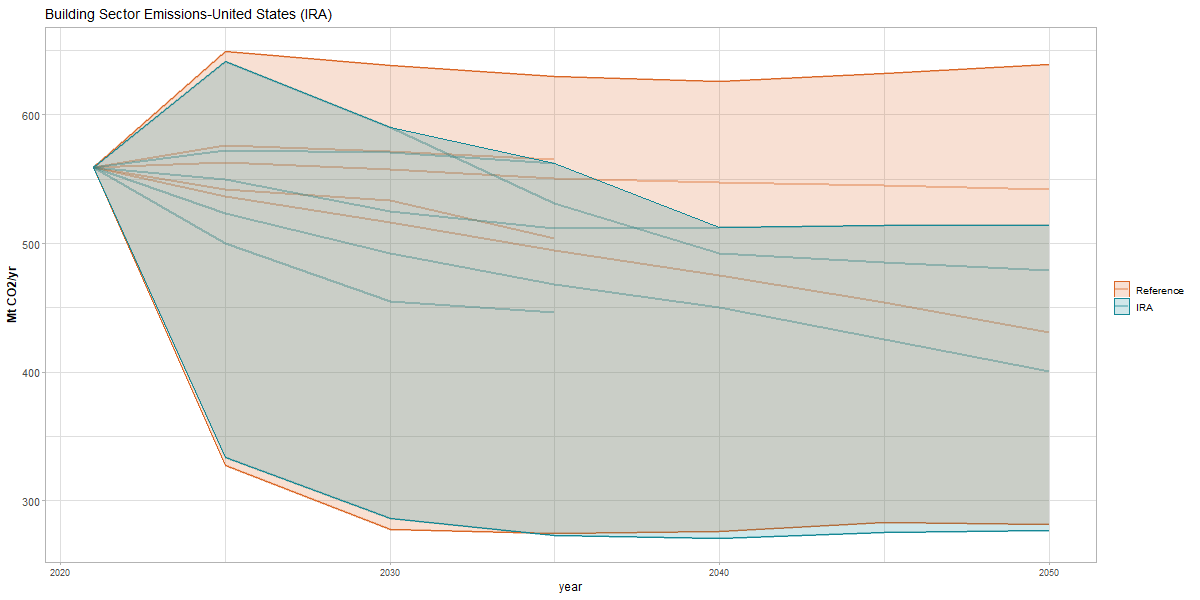 Building Sector Emissions-United States (IRA)
Mt CO2/yr
600
500
400
300
2020
2030
2040
2050
year
Reference
IRA